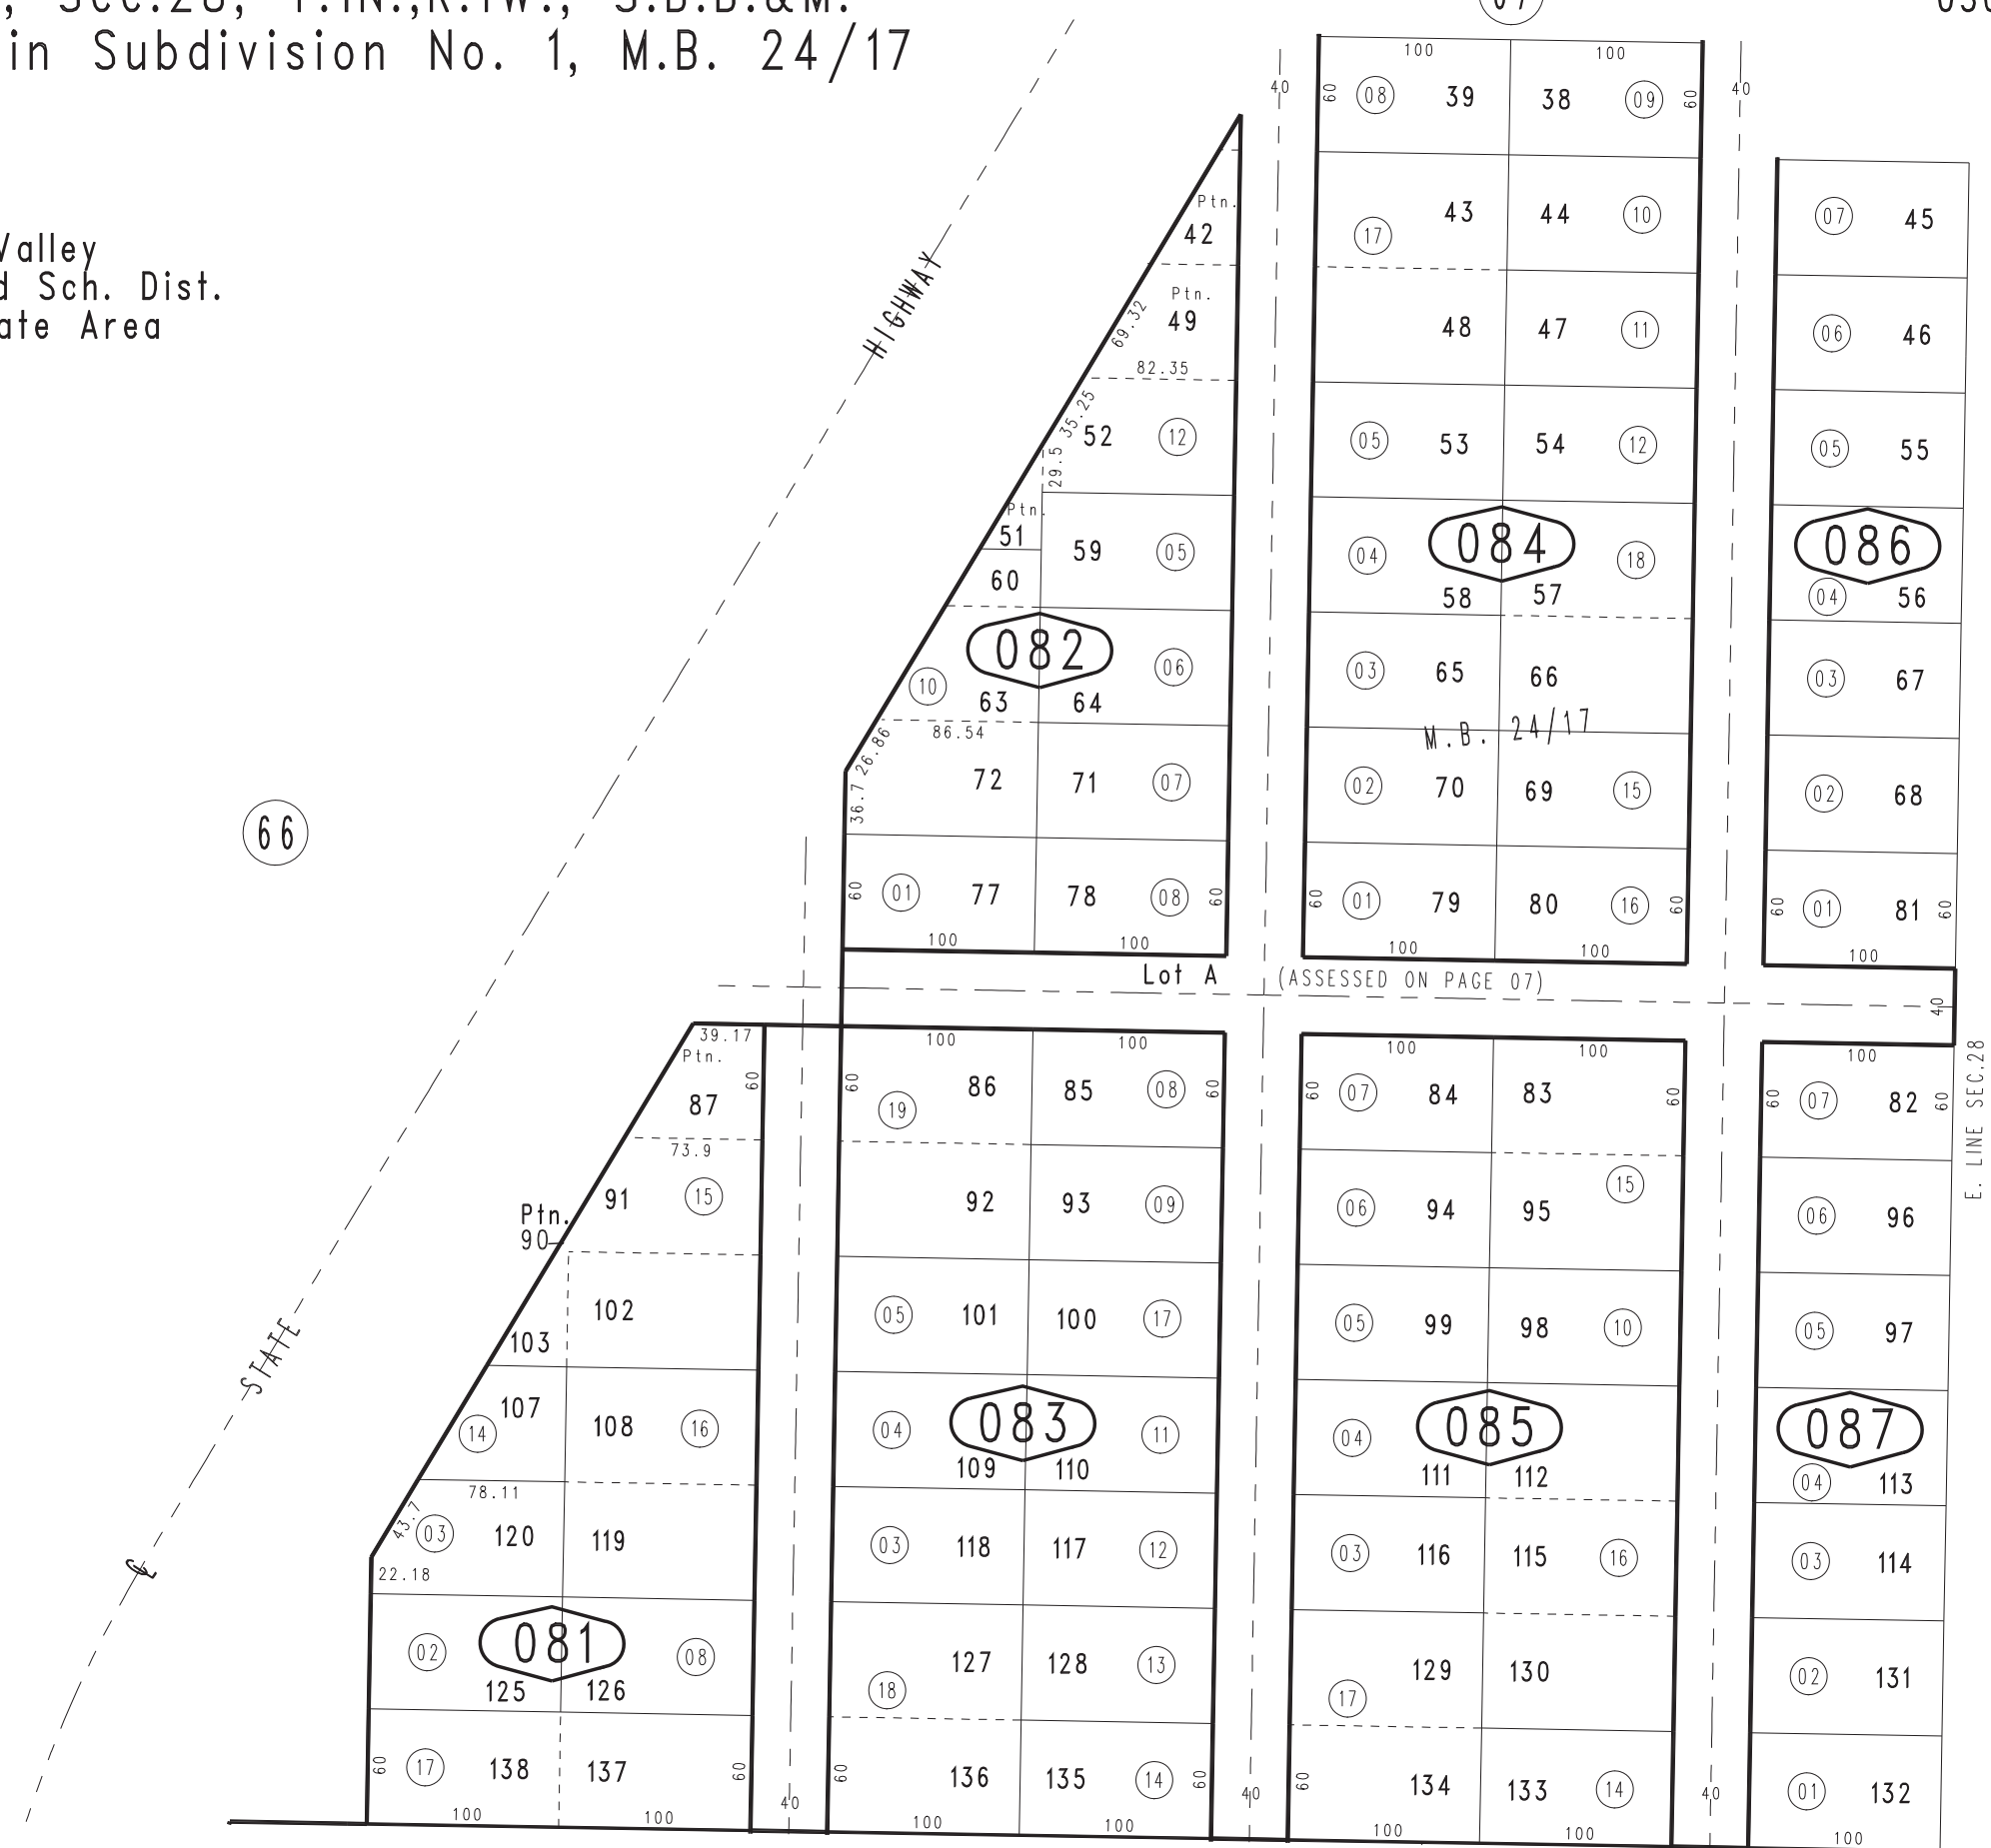 in Subdivision No. 1, M.B. 24/17
Sch. Dist.
Area
HIGHWAY
STATE
℄
66
40
40
100 100
60 08 39 38 09 60
17 43 44 10
48 47 11
05 53 54 12
04 084 18
58 57
03 65 66
M.B. 24/17
02 70 69 15
60 01 79 80 16 60
100 100
07 45
06 46
05 55
086
04 56
03 67
02 68
60 01 81 60
100
Ptn.
42
Ptn.
49
69.32
82.35
35.25
52 12
29.5
Ptn.
51
59 05
60
082
10 06
63 64
86.54
26.86
36.7
72 71 07
60 01 77 78 08 60
100 100
Lot A (ASSESSED ON PAGE 07)
40
E. LINE SEC.28
39.17
Ptn.
87
60
73.9
91 15
Ptn.
90
102
103
107
14 108 16
78.11
43.7
03 120 119
22.18
02 081 08
125 126
60 17 138 137 60
100 100
40
100 100
60 19 86 85 08 60
92 93 09
05 101 100 17
04 083 11
109 110
03 118 117 12
127 128 13
18
60 136 135 14 60
100 100
40
100 100
60 07 84 83 60
06 94 95 15
05 99 98 10
04 085
111 112
03 116 115 16
129 130
17
60 134 133 14
100 100
40
100
60 07 82 60
06 96
05 97
087
04 113
03 114
02 131
01 132
100